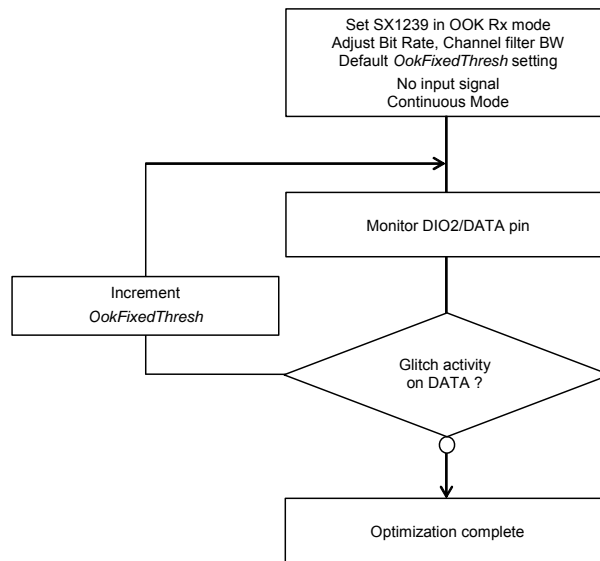 Set SX1239 in OOK Rx mode
Adjust Bit Rate, Channel filter BW
Default OokFixedThresh setting
No input signal
Continuous Mode
Monitor DIO2/DATA pin
Increment
OokFixedThresh
Glitch activity
on DATA ?
Optimization complete